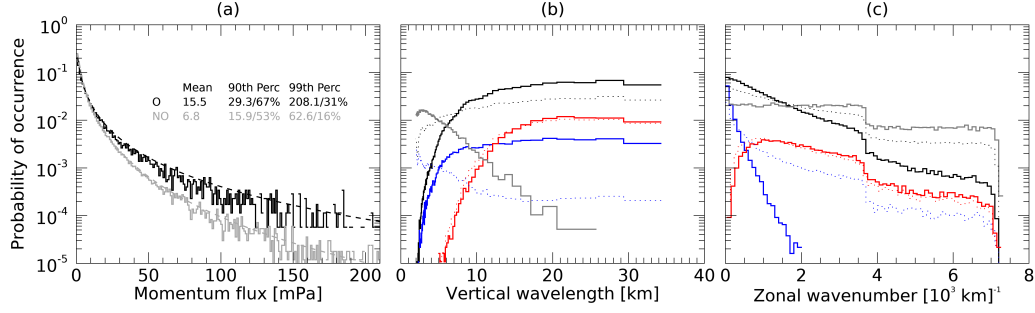 (a) (b) (c)
Probability of occurrence
10⁰
10⁻¹
10⁻²
10⁻³
10⁻⁴
10⁻⁵
Mean 90th Perc 99th Perc
O 15.5 29.3/67% 208.1/31%
NO 6.8 15.9/53% 62.6/16%
0 50 100 150 200
0 10 20 30 40
0 2 4 6 8
Momentum flux [mPa]
Vertical wavelength [km]
Zonal wavenumber [10³ km]⁻¹